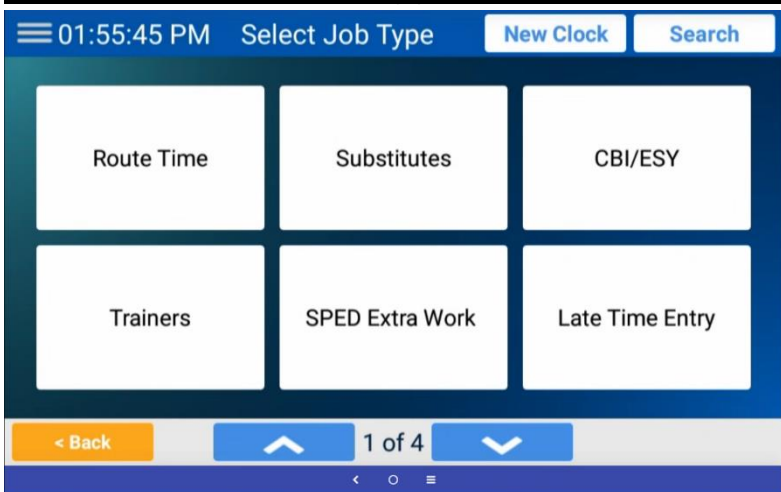 01:55:45 PM Select Job Type New Clock Search
Route Time Substitutes CBI/ESY
Trainers SPED Extra Work Late Time Entry
< Back 1 of 4